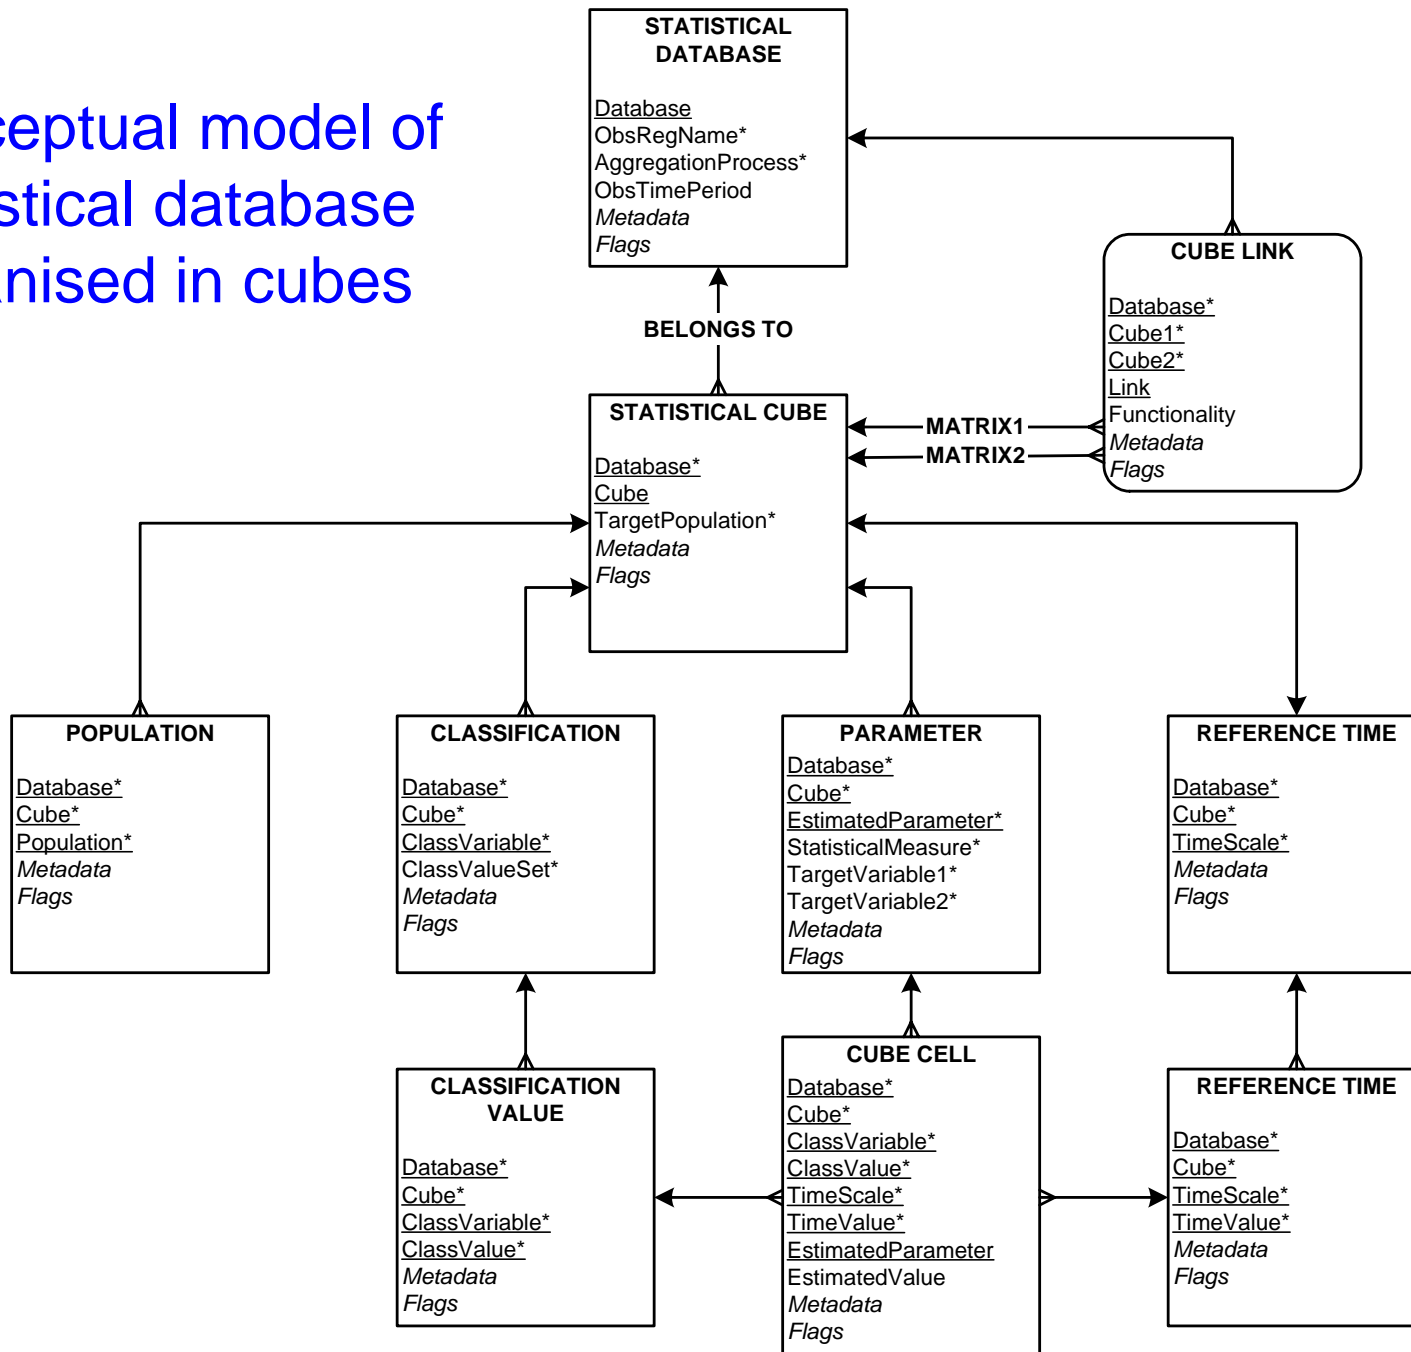 ceptual model of
stical database
nised in cubes
STATISTICAL
DATABASE
Database
ObsRegName*
AggregationProcess*
ObsTimePeriod
Metadata
Flags
BELONGS TO
CUBE LINK
Database*
Cube1*
Cube2*
Link
Functionality
Metadata
Flags
STATISTICAL CUBE
Database*
Cube
TargetPopulation*
Metadata
Flags
MATRIX1
MATRIX2
POPULATION
Database*
Cube*
Population*
Metadata
Flags
CLASSIFICATION
Database*
Cube*
ClassVariable*
ClassValueSet*
Metadata
Flags
PARAMETER
Database*
Cube*
EstimatedParameter*
StatisticalMeasure*
TargetVariable1*
TargetVariable2*
Metadata
Flags
REFERENCE TIME
Database*
Cube*
TimeScale*
Metadata
Flags
CLASSIFICATION
VALUE
Database*
Cube*
ClassVariable*
ClassValue*
Metadata
Flags
CUBE CELL
Database*
Cube*
ClassVariable*
ClassValue*
TimeScale*
TimeValue*
EstimatedParameter
EstimatedValue
Metadata
Flags
REFERENCE TIME
Database*
Cube*
TimeScale*
TimeValue*
Metadata
Flags